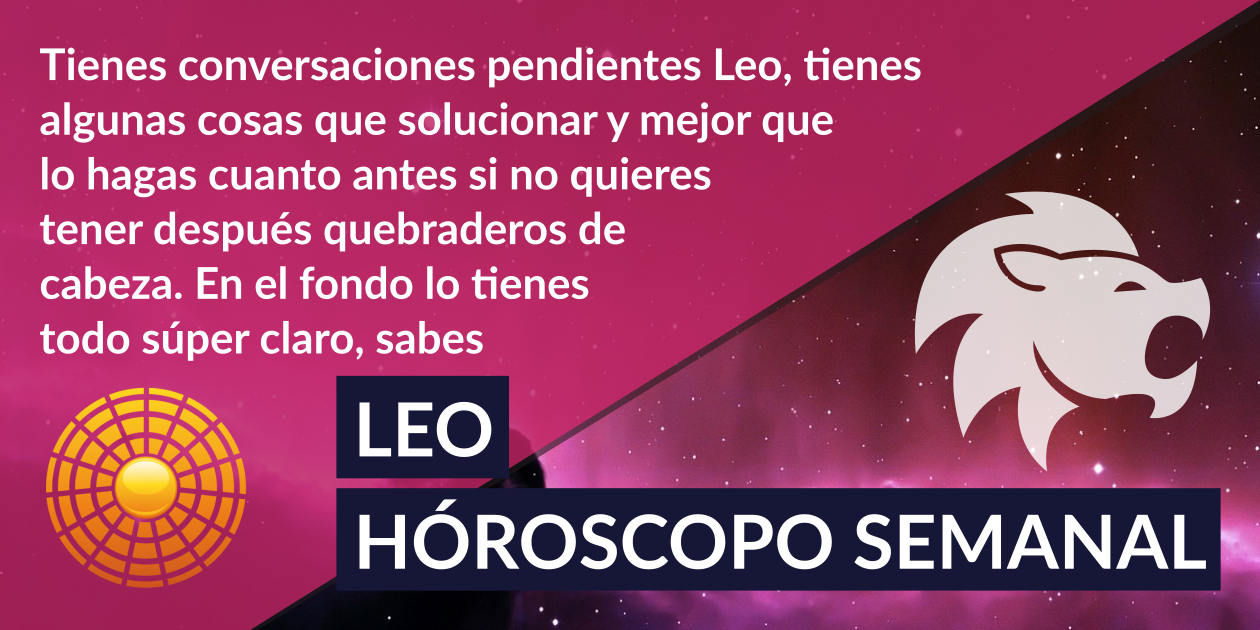 Tienes conversaciones pendientes Leo, tienes
algunas cosas que solucionar y mejor que
lo hagas cuanto antes si no quieres
tener después quebraderos de
cabeza. En el fondo lo tienes
todo súper claro, sabes
LEO
HÓROSCOPO SEMANAL